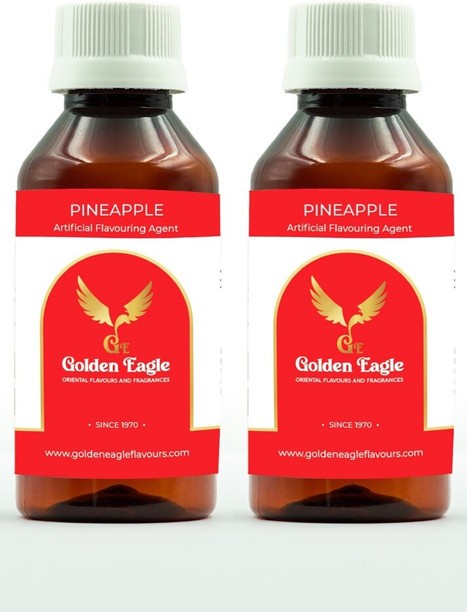 PINEAPPLE
Artificial Flavouring Agent
GE
Golden Eagle
ORIENTAL FLAVOURS AND FRAGRANCES
• SINCE 1970 •
www.goldeneagleflavours.com
PINEAPPLE
Artificial Flavouring Agent
GE
Golden Eagle
ORIENTAL FLAVOURS AND FRAGRANCES
• SINCE 1970 •
www.goldeneagleflavours.com